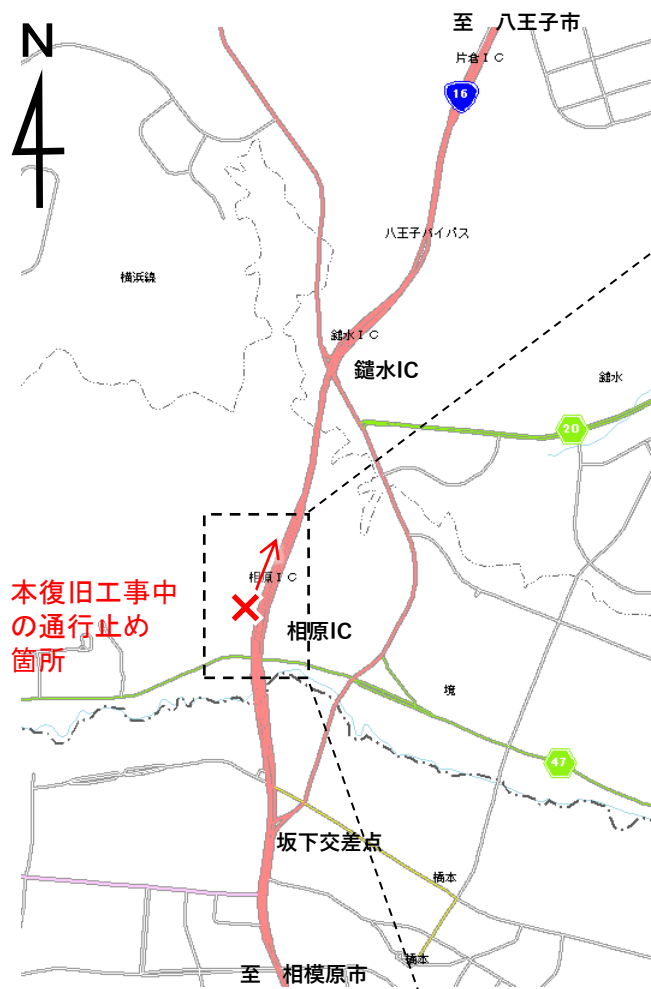 至 八王子市
N
片倉IC
16
八王子バイパス
横浜線
鑓水IC
鑓水IC
鑓水
20
相原IC
本復旧工事中
の通行止め
箇所
相原IC
境
47
坂下交差点
橋本
橋本
至 相模原市